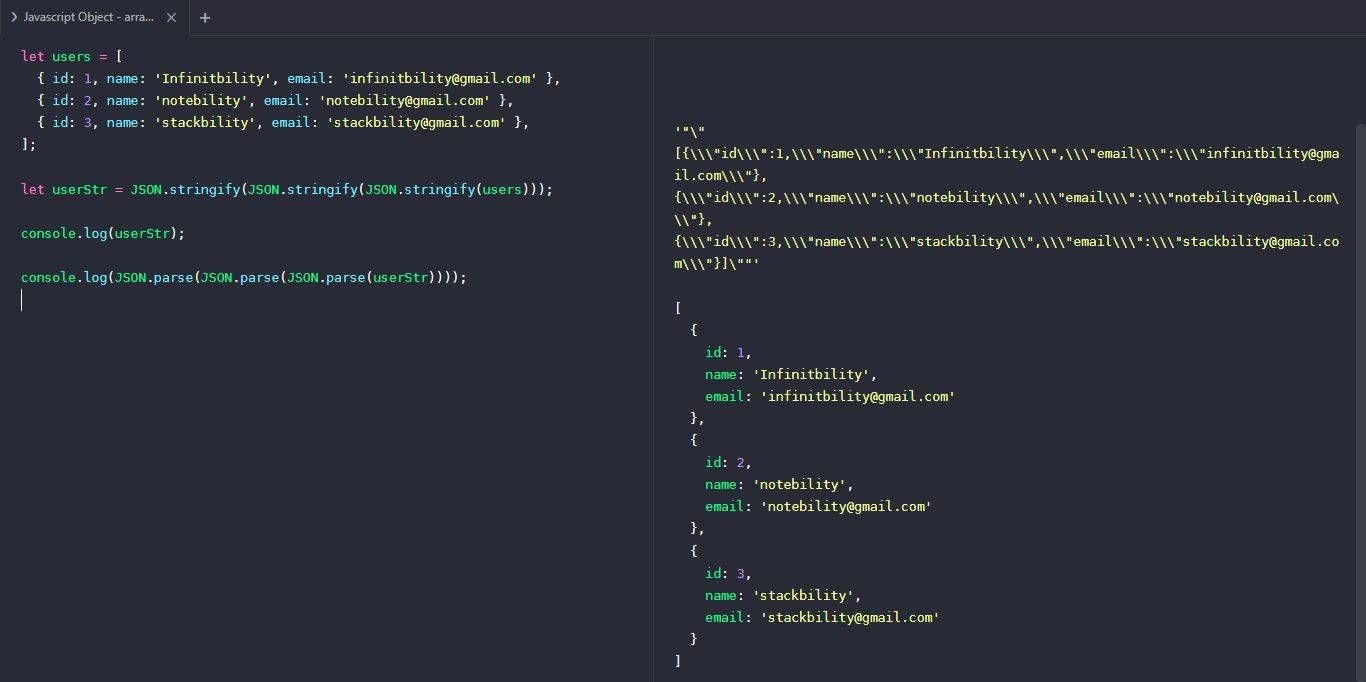 Javascript Object - arra...
let users = [
  { id: 1, name: 'Infinitbility', email: 'infinitbility@gmail.com' },
  { id: 2, name: 'notebility', email: 'notebility@gmail.com' },
  { id: 3, name: 'stackbility', email: 'stackbility@gmail.com' },
];
let userStr = JSON.stringify(JSON.stringify(JSON.stringify(users)));
console.log(userStr);
console.log(JSON.parse(JSON.parse(JSON.parse(userStr))));
'"\"
[{\\\"id\\\":1,\\\"name\\\":\\\"Infinitbility\\\",\\\"email\\\":\\\"infinitbility@gma
il.com\\\"},
{\\\"id\\\":2,\\\"name\\\":\\\"notebility\\\",\\\"email\\\":\\\"notebility@gmail.com\
\\"},
{\\\"id\\\":3,\\\"name\\\":\\\"stackbility\\\",\\\"email\\\":\\\"stackbility@gmail.co
m\\\"}]\""'
[
  {
    id: 1,
    name: 'Infinitbility',
    email: 'infinitbility@gmail.com'
  },
  {
    id: 2,
    name: 'notebility',
    email: 'notebility@gmail.com'
  },
  {
    id: 3,
    name: 'stackbility',
    email: 'stackbility@gmail.com'
  }
]